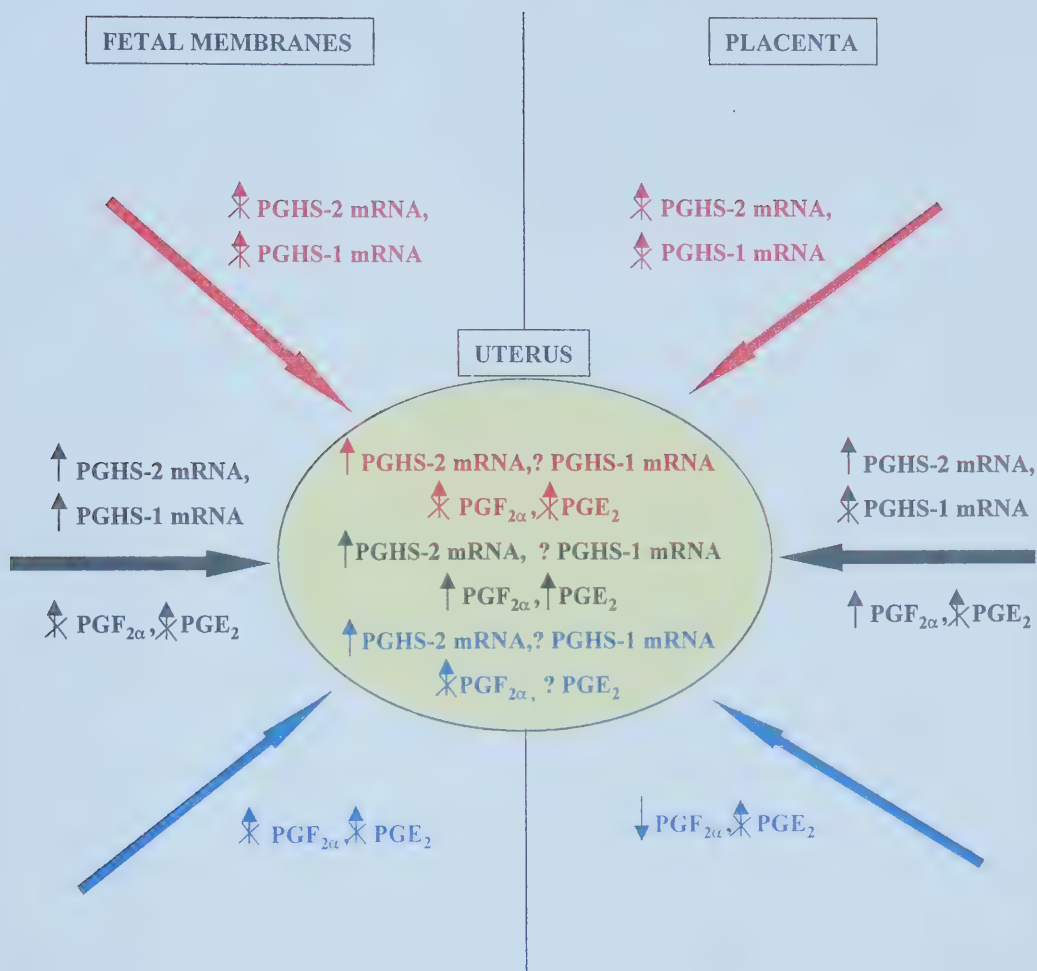 FETAL MEMBRANES
PLACENTA
PGHS-2 mRNA,
PGHS-1 mRNA
PGHS-2 mRNA,
PGHS-1 mRNA
UTERUS
↑ PGHS-2 mRNA,
↑ PGHS-1 mRNA
PGF2α, PGE2
↑ PGHS-2 mRNA,? PGHS-1 mRNA
PGF2α, PGE2
↑PGHS-2 mRNA, ? PGHS-1 mRNA
↑ PGF2α,↑PGE2
↑PGHS-2 mRNA,? PGHS-1 mRNA
PGF2α, ? PGE2
↑ PGHS-2 mRNA,
PGHS-1 mRNA
↑ PGF2α, PGE2
PGF2α, PGE2
↓ PGF2α, PGE2